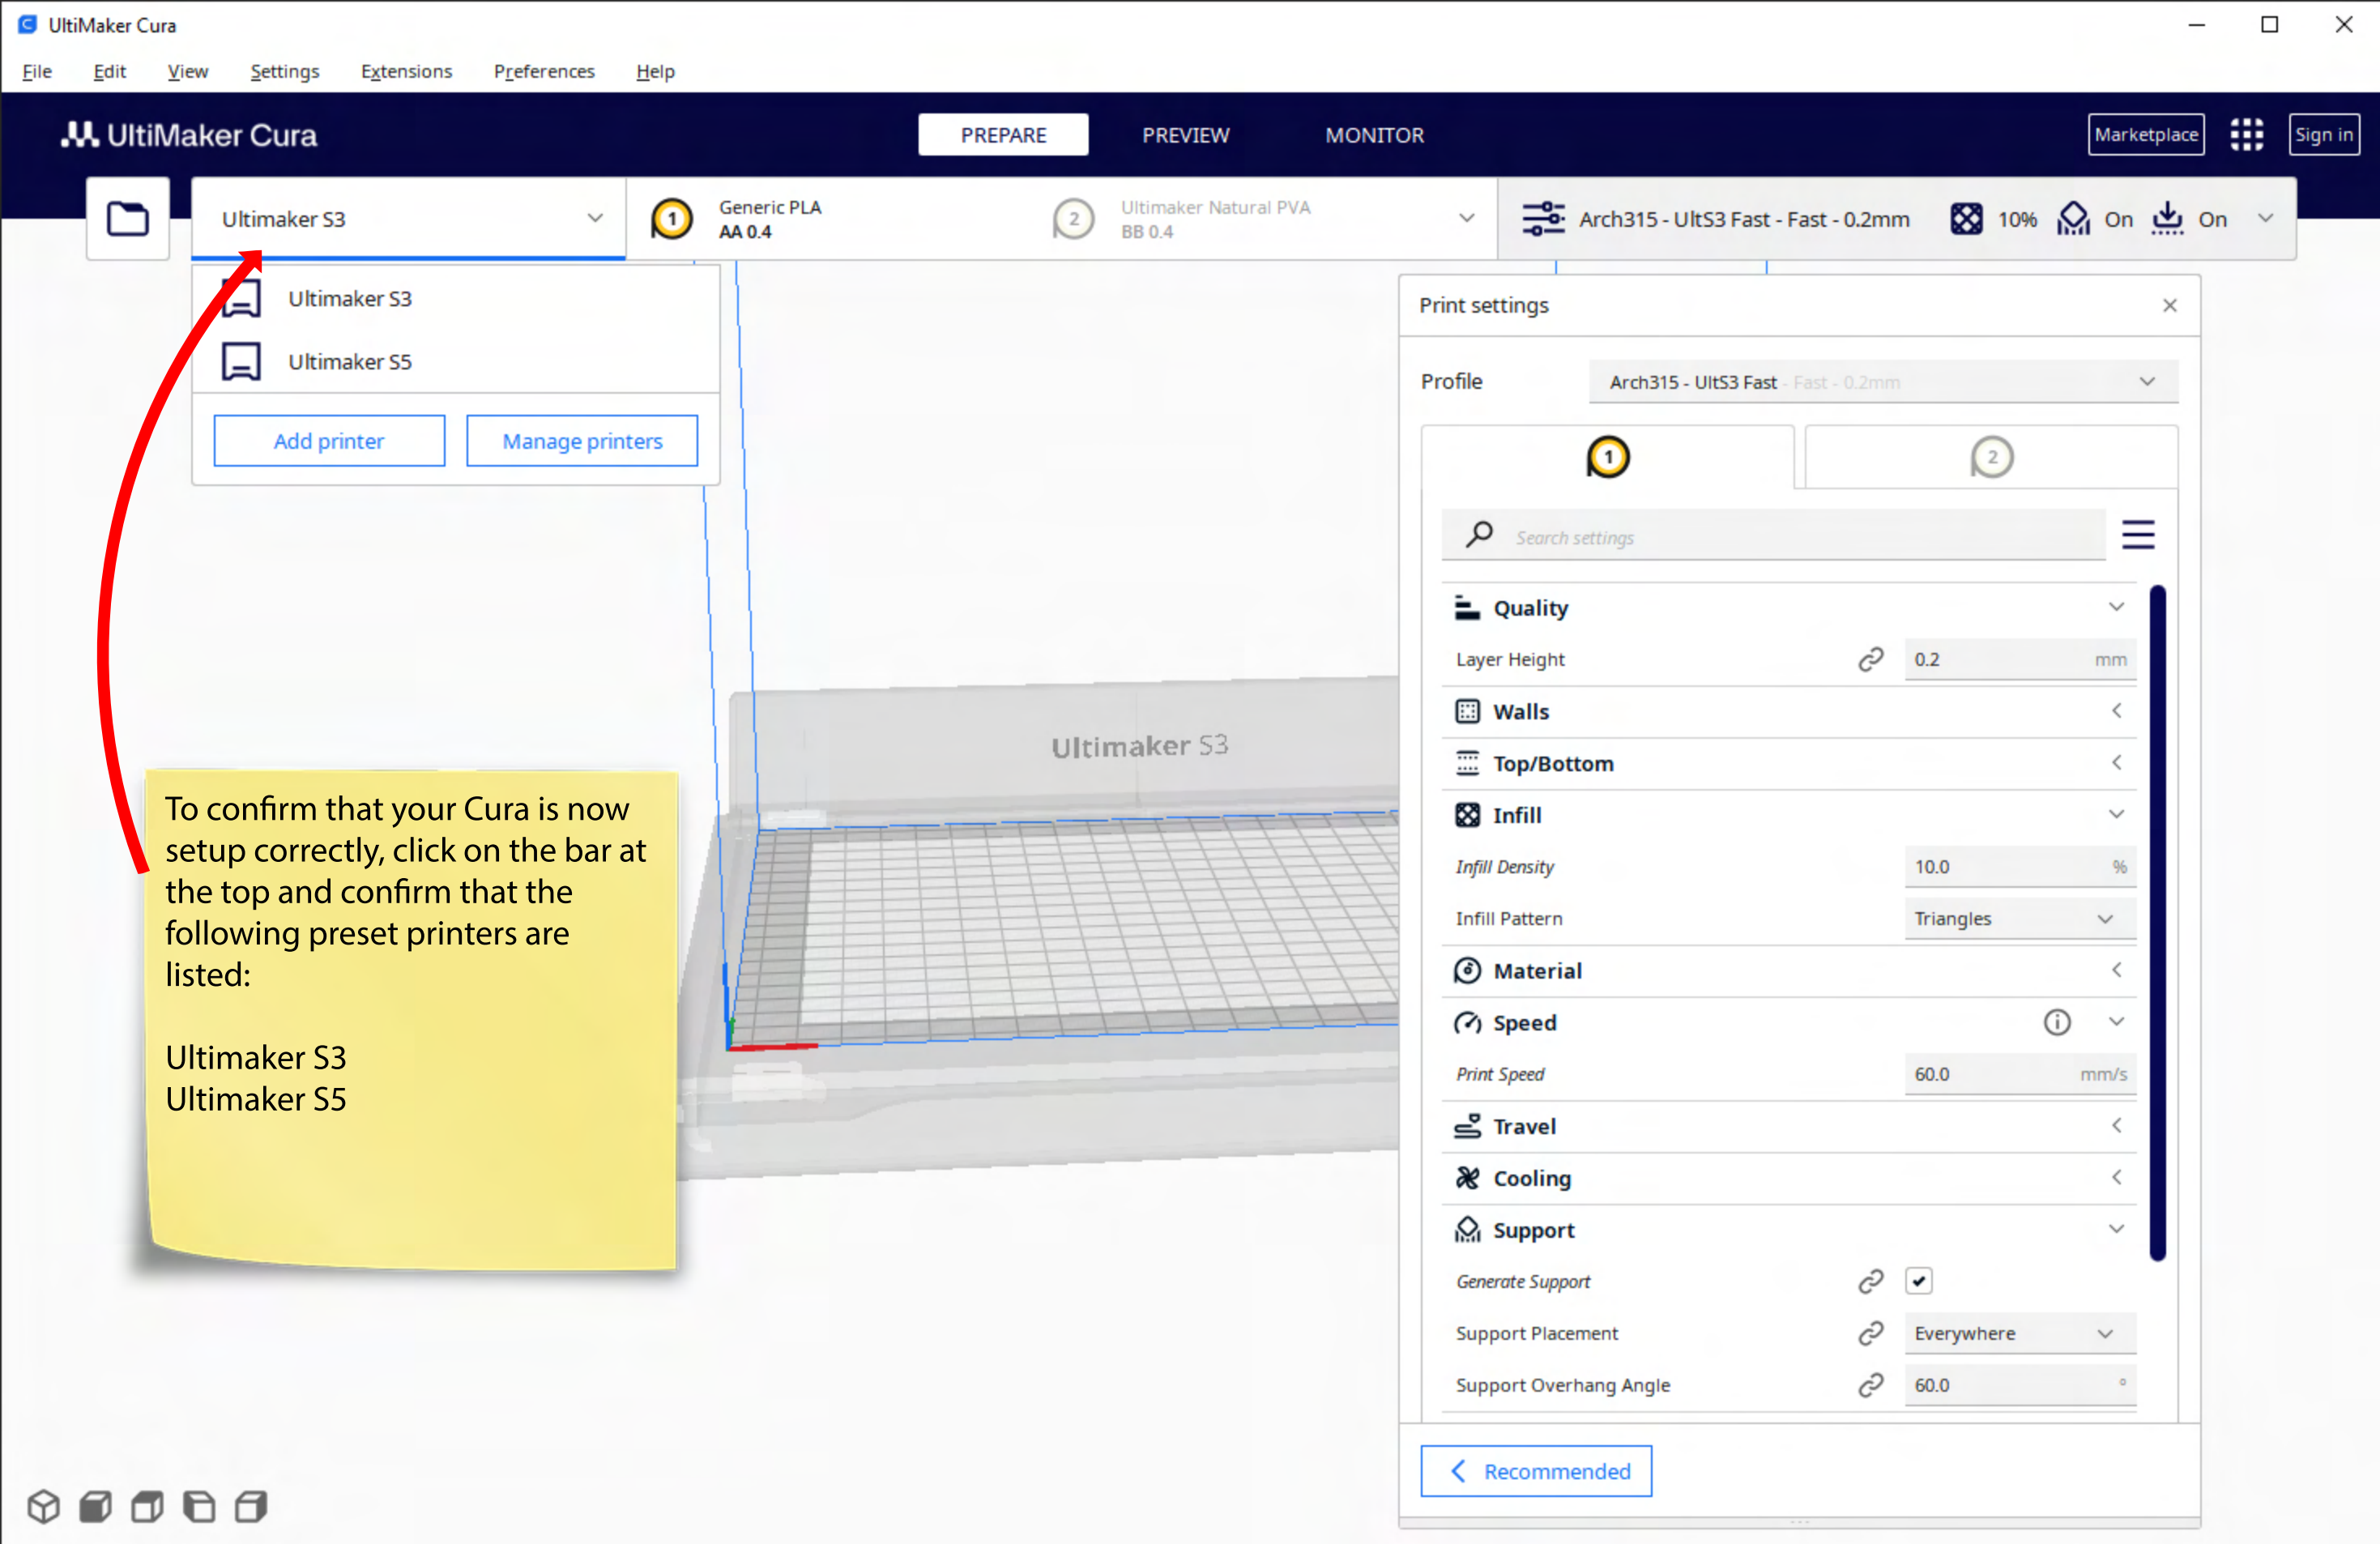 UltiMaker Cura
File Edit View Settings Extensions Preferences Help
UltiMaker Cura
PREPARE PREVIEW MONITOR
Marketplace Sign in
Ultimaker S3
1 Generic PLA
AA 0.4
2 Ultimaker Natural PVA
BB 0.4
Arch315 - UltS3 Fast - Fast - 0.2mm 10% On On
Ultimaker S3
Ultimaker S5
Add printer Manage printers
To confirm that your Cura is now
setup correctly, click on the bar at
the top and confirm that the
following preset printers are
listed:
Ultimaker S3
Ultimaker S5
Ultimaker S3
Print settings
Profile Arch315 - UltS3 Fast - Fast - 0.2mm
1 2
Search settings
Quality
Layer Height 0.2 mm
Walls
Top/Bottom
Infill
Infill Density 10.0 %
Infill Pattern Triangles
Material
Speed
Print Speed 60.0 mm/s
Travel
Cooling
Support
Generate Support
Support Placement Everywhere
Support Overhang Angle 60.0 °
Recommended